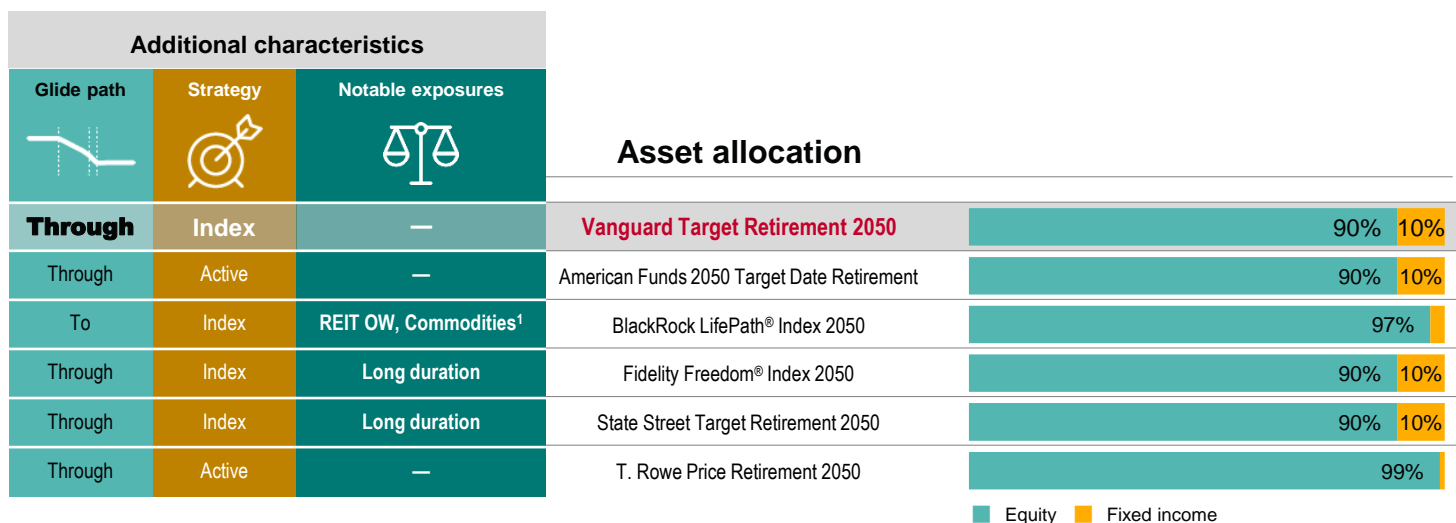 Additional characteristics
Glide path Strategy Notable exposures
Asset allocation
Through Index — Vanguard Target Retirement 2050 90% 10%
Through Active — American Funds 2050 Target Date Retirement 90% 10%
To Index REIT OW, Commodities¹ BlackRock LifePath® Index 2050 97%
Through Index Long duration Fidelity Freedom® Index 2050 90% 10%
Through Index Long duration State Street Target Retirement 2050 90% 10%
Through Active — T. Rowe Price Retirement 2050 99%
Equity Fixed income